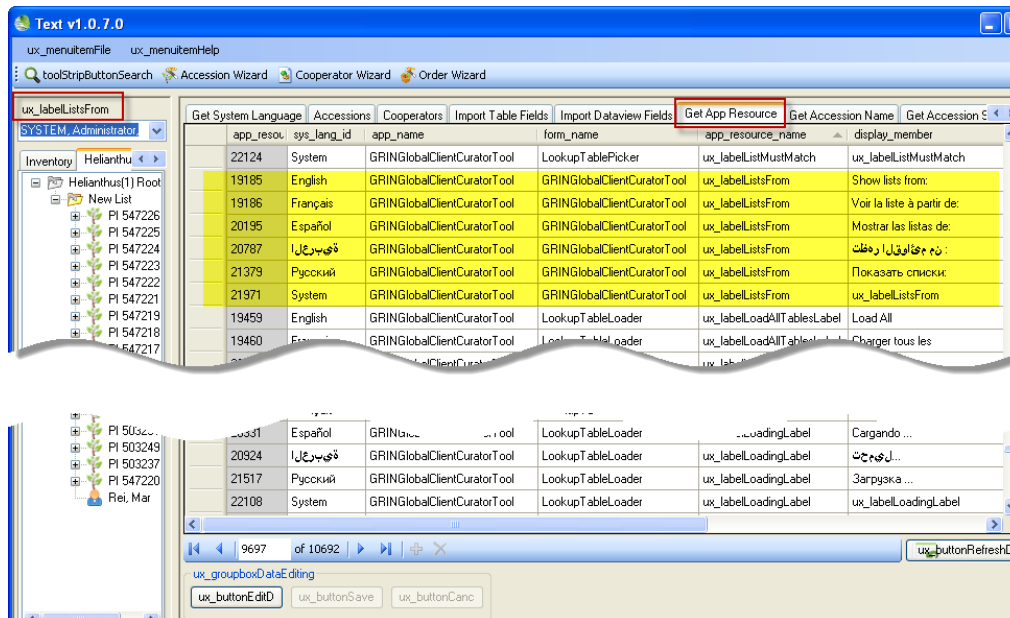 Text v1.0.7.0
ux_menuitemFile ux_menuitemHelp
toolStripButtonSearch Accession Wizard Cooperator Wizard Order Wizard
ux_labelListsFrom
SYSTEM, Administrator,
Inventory Helianthu
Helianthus(1) Root
New List
PI 547226
PI 547225
PI 547224
PI 547223
PI 547222
PI 547221
PI 547219
PI 547218
PI 547217
PI 503249
PI 503237
PI 547220
Rei, Mar
Get System Language Accessions Cooperators Import Table Fields Import Dataview Fields Get App Resource Get Accession Name Get Accession S
app_resou sys_lang_id app_name form_name app_resource_name display_member
22124 System GRINGlobalClientCuratorTool LookupTablePicker ux_labelListMustMatch ux_labelListMustMatch
19185 English GRINGlobalClientCuratorTool GRINGlobalClientCuratorTool ux_labelListsFrom Show lists from:
19186 Français GRINGlobalClientCuratorTool GRINGlobalClientCuratorTool ux_labelListsFrom Voir la liste à partir de:
20195 Español GRINGlobalClientCuratorTool GRINGlobalClientCuratorTool ux_labelListsFrom Mostrar las listas de:
20787 GRINGlobalClientCuratorTool GRINGlobalClientCuratorTool ux_labelListsFrom
21379 Русский GRINGlobalClientCuratorTool GRINGlobalClientCuratorTool ux_labelListsFrom Показать списки:
21971 System GRINGlobalClientCuratorTool GRINGlobalClientCuratorTool ux_labelListsFrom ux_labelListsFrom
19459 English GRINGlobalClientCuratorTool LookupTableLoader ux_labelLoadAllTablesLabel Load All
19460 Charger tous les
20331 Español LookupTableLoader Cargando ...
20924 GRINGlobalClientCuratorTool LookupTableLoader ux_labelLoadingLabel
21517 Русский GRINGlobalClientCuratorTool LookupTableLoader ux_labelLoadingLabel Загрузка ...
22108 System GRINGlobalClientCuratorTool LookupTableLoader ux_labelLoadingLabel ux_labelLoadingLabel
9697 of 10692
ux_buttonRefreshD
ux_groupboxDataEditing
ux_buttonEditD ux_buttonSave ux_buttonCanc